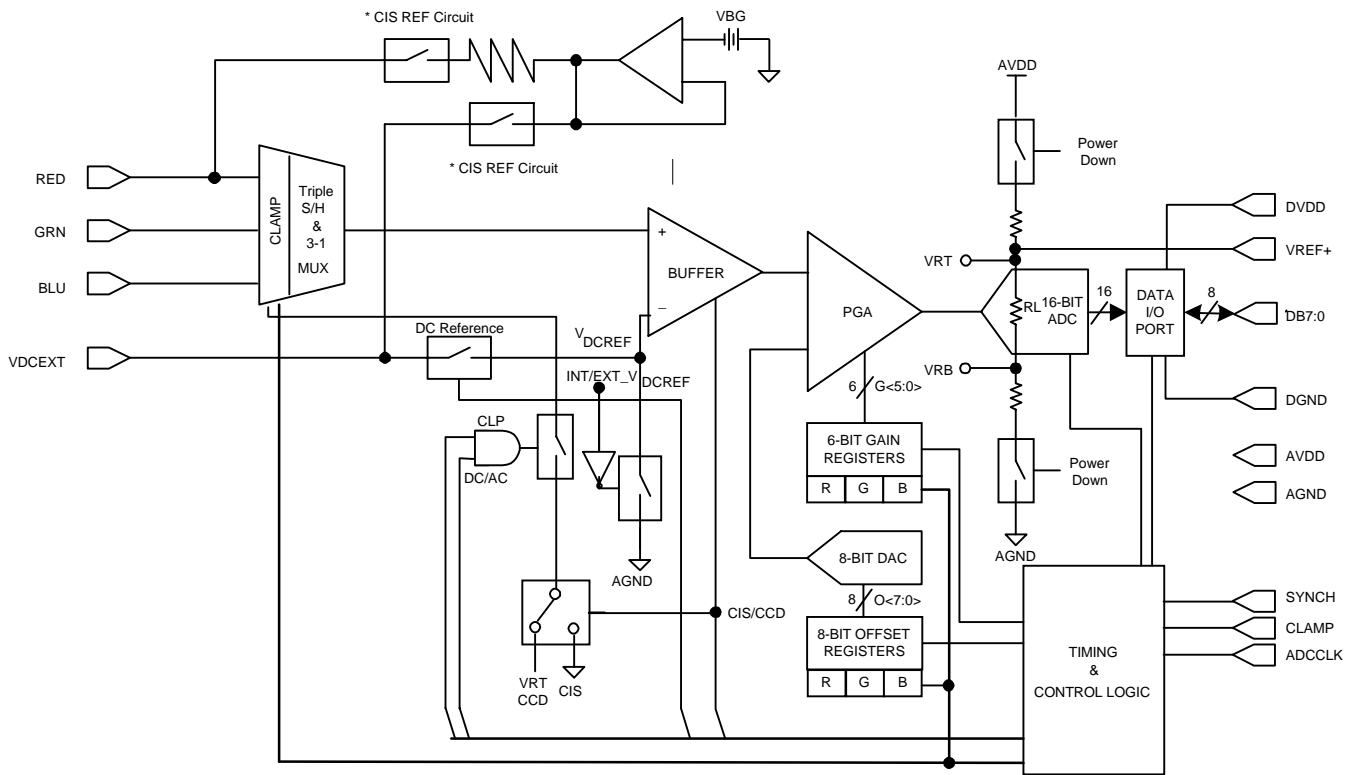 * CIS REF Circuit
VBG
AVDD
Power
Down
* CIS REF Circuit
RED
GRN
BLU
VDCEXT
CLAMP
Triple
S/H
&
3-1
MUX
+
BUFFER
–
DC Reference
VDCREF
INT/EXT_VDCREF
CLP
DC/AC
AGND
VRT
CCD
CIS
CIS/CCD
PGA
6
G<5:0>
6-BIT GAIN
REGISTERS
R G B
8-BIT DAC
8
O<7:0>
8-BIT OFFSET
REGISTERS
R G B
VRT
RL
16-BIT
ADC
VRB
16
DATA
I/O
PORT
8
Power
Down
AGND
TIMING
&
CONTROL LOGIC
DVDD
VREF+
DB7:0
DGND
AVDD
AGND
SYNCH
CLAMP
ADCCLK